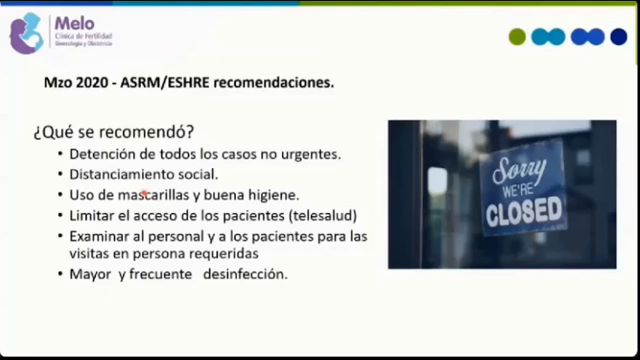 Melo
Clínica de Fertilidad
Ginecología y Obstetricia
Mzo 2020 - ASRM/ESHRE recomendaciones.
¿Qué se recomendó?
• Detención de todos los casos no urgentes.
• Distanciamiento social.
• Uso de mascarillas y buena higiene.
• Limitar el acceso de los pacientes (telesalud)
• Examinar al personal y a los pacientes para las
visitas en persona requeridas
• Mayor y frecuente desinfección.
Sorry
WE'RE
CLOSED